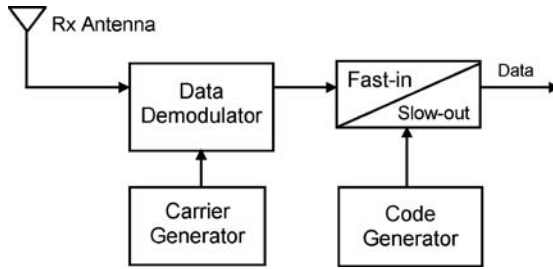 Rx Antenna
Data
Demodulator
Fast-in
Slow-out
Data
Carrier
Generator
Code
Generator